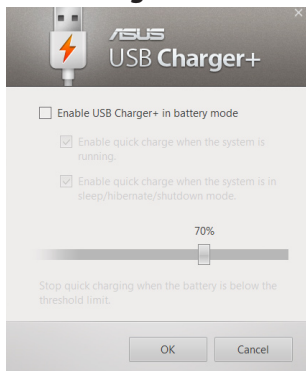 ASUS
USB Charger+
Enable USB Charger+ in battery mode
Enable quick charge when the system is
running.
Enable quick charge when the system is in
sleep/hibernate/shutdown mode.
70%
Stop quick charging when the battery is below the
threshold limit.
OK Cancel